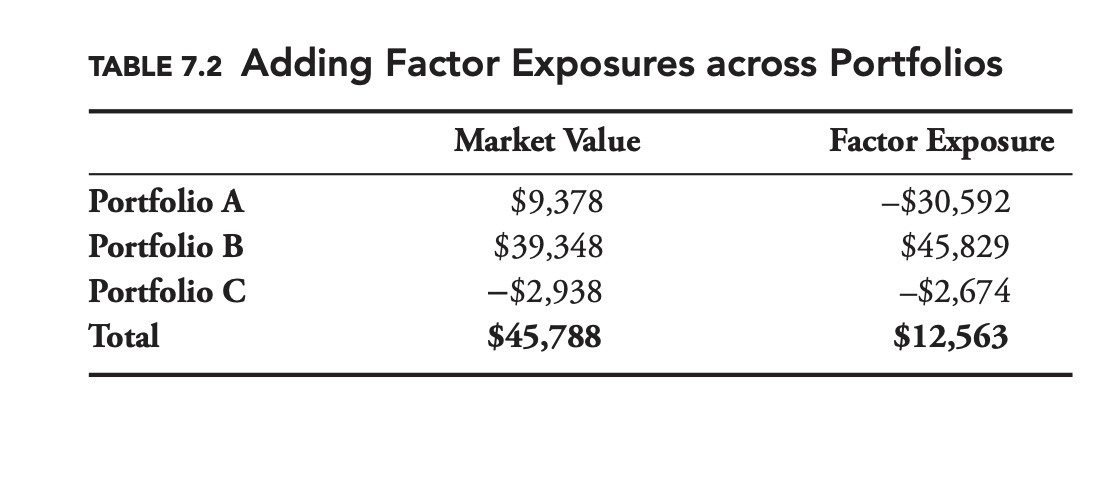 TABLE 7.2 Adding Factor Exposures across Portfolios
Market Value Factor Exposure
Portfolio A $9,378 –$30,592
Portfolio B $39,348 $45,829
Portfolio C –$2,938 –$2,674
Total $45,788 $12,563